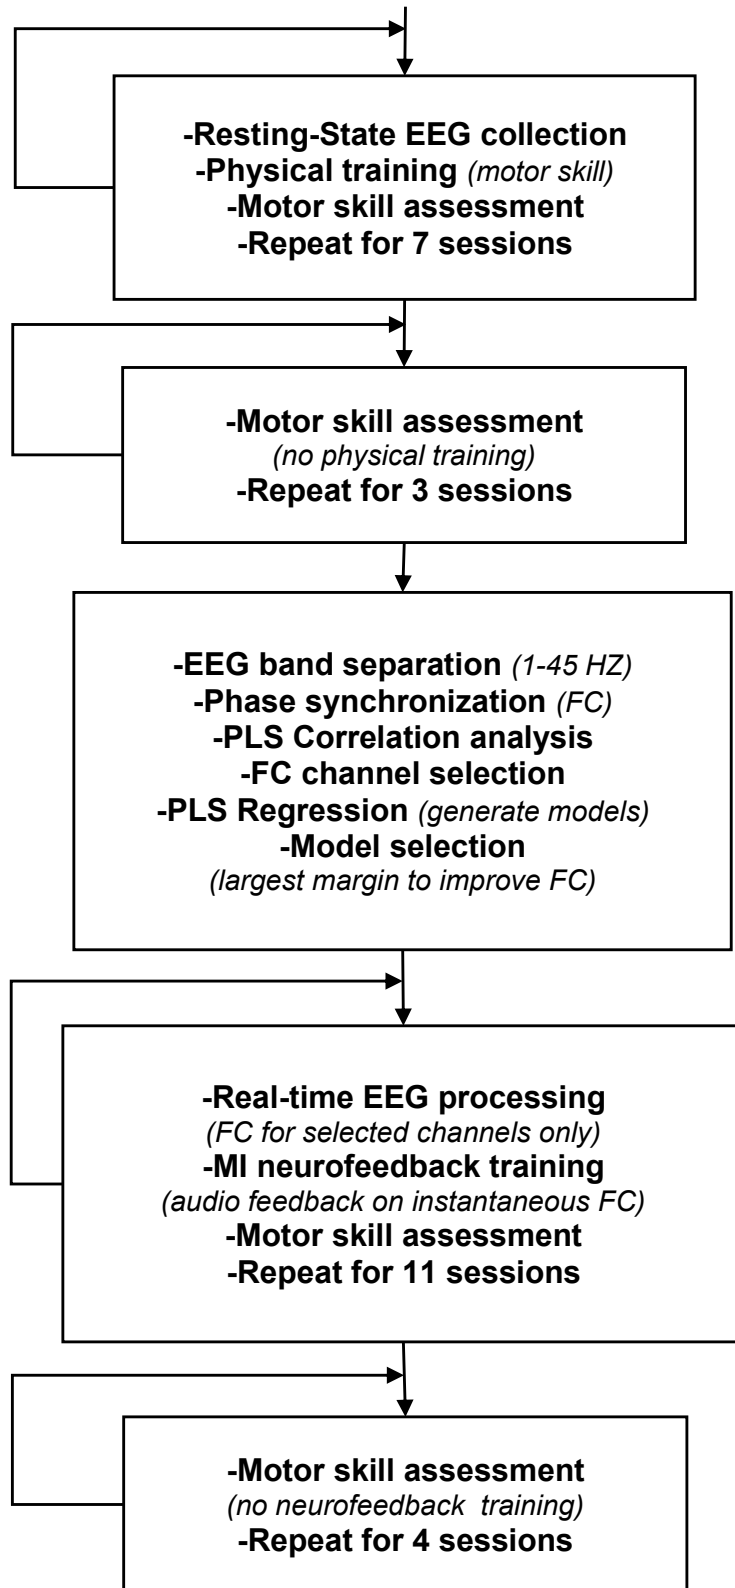 -Resting-State EEG collection
-Physical training (motor skill)
-Motor skill assessment
-Repeat for 7 sessions
-Motor skill assessment
(no physical training)
-Repeat for 3 sessions
-EEG band separation (1-45 HZ)
-Phase synchronization (FC)
-PLS Correlation analysis
-FC channel selection
-PLS Regression (generate models)
-Model selection
(largest margin to improve FC)
-Real-time EEG processing
(FC for selected channels only)
-MI neurofeedback training
(audio feedback on instantaneous FC)
-Motor skill assessment
-Repeat for 11 sessions
-Motor skill assessment
(no neurofeedback training)
-Repeat for 4 sessions